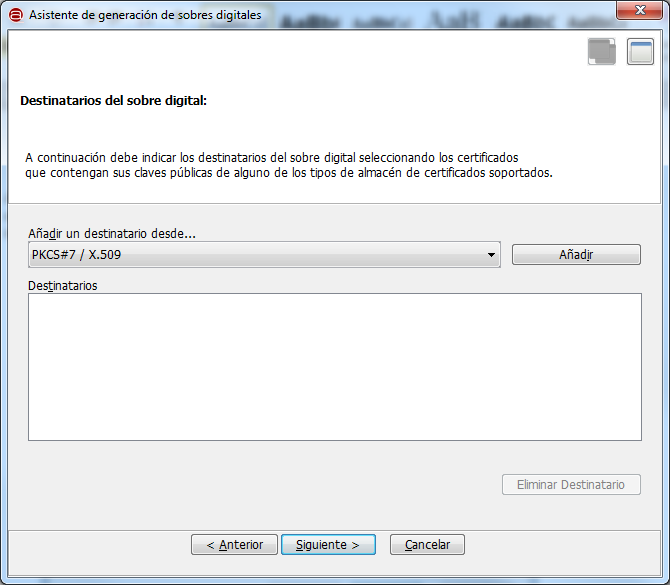 Asistente de generación de sobres digitales
Destinatarios del sobre digital:
A continuación debe indicar los destinatarios del sobre digital seleccionando los certificados
que contengan sus claves públicas de alguno de los tipos de almacén de certificados soportados.
Añadir un destinatario desde...
PKCS#7 / X.509
Añadir
Destinatarios
Eliminar Destinatario
< Anterior
Siguiente >
Cancelar